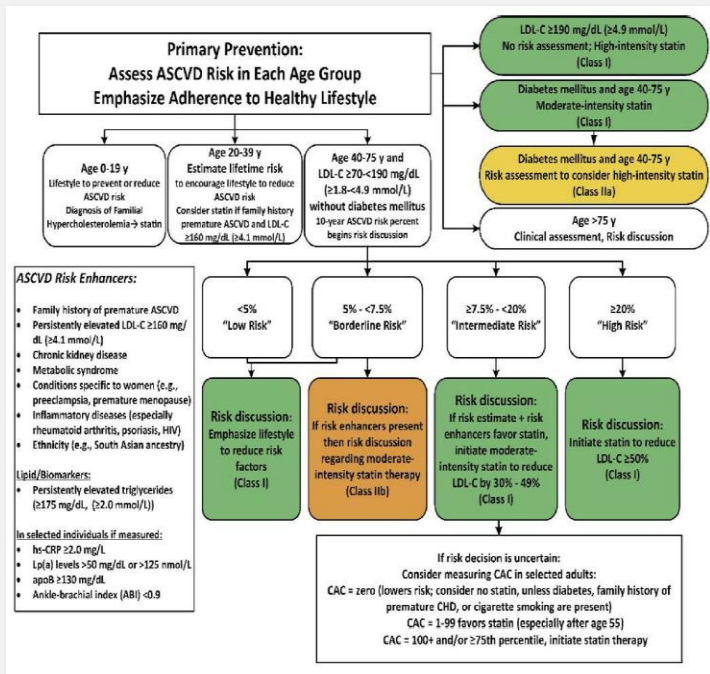 Primary Prevention:
Assess ASCVD Risk in Each Age Group
Emphasize Adherence to Healthy Lifestyle
LDL-C ≥190 mg/dL (≥4.9 mmol/L)
No risk assessment; High-intensity statin
(Class I)
Diabetes mellitus and age 40-75 y
Moderate-intensity statin
(Class I)
Diabetes mellitus and age 40-75 y
Risk assessment to consider high-intensity statin
(Class IIa)
Age >75 y
Clinical assessment, Risk discussion
Age 0-19 y
Lifestyle to prevent or reduce
ASCVD risk
Diagnosis of Familial
Hypercholesterolemia→ statin
Age 20-39 y
Estimate lifetime risk
to encourage lifestyle to reduce
ASCVD risk
Consider statin if family history
premature ASCVD and LDL-C
≥160 mg/dL (≥4.1 mmol/L)
Age 40-75 y and
LDL-C ≥70-<190 mg/dL
(≥1.8-<4.9 mmol/L)
without diabetes mellitus
10-year ASCVD risk percent
begins risk discussion
ASCVD Risk Enhancers:
• Family history of premature ASCVD
• Persistently elevated LDL-C ≥160 mg/
dL (≥4.1 mmol/L)
• Chronic kidney disease
• Metabolic syndrome
• Conditions specific to women (e.g.,
preeclampsia, premature menopause)
• Inflammatory diseases (especially
rheumatoid arthritis, psoriasis, HIV)
• Ethnicity (e.g., South Asian ancestry)
Lipid/Biomarkers:
• Persistently elevated triglycerides
(≥175 mg/dL, (≥2.0 mmol/L))
In selected individuals if measured:
• hs-CRP ≥2.0 mg/L
• Lp(a) levels >50 mg/dL or >125 nmol/L
• apoB ≥130 mg/dL
• Ankle-brachial index (ABI) <0.9
<5%
"Low Risk"
5% - <7.5%
"Borderline Risk"
≥7.5% - <20%
"Intermediate Risk"
≥20%
"High Risk"
Risk discussion:
Emphasize lifestyle
to reduce risk
factors
(Class I)
Risk discussion:
If risk enhancers present
then risk discussion
regarding moderate-
intensity statin therapy
(Class IIb)
Risk discussion:
If risk estimate + risk
enhancers favor statin,
initiate moderate-
intensity statin to reduce
LDL-C by 30% - 49%
(Class I)
Risk discussion:
Initiate statin to reduce
LDL-C ≥50%
(Class I)
If risk decision is uncertain:
Consider measuring CAC in selected adults:
CAC = zero (lowers risk; consider no statin, unless diabetes, family history of
premature CHD, or cigarette smoking are present)
CAC = 1-99 favors statin (especially after age 55)
CAC = 100+ and/or ≥75th percentile, initiate statin therapy